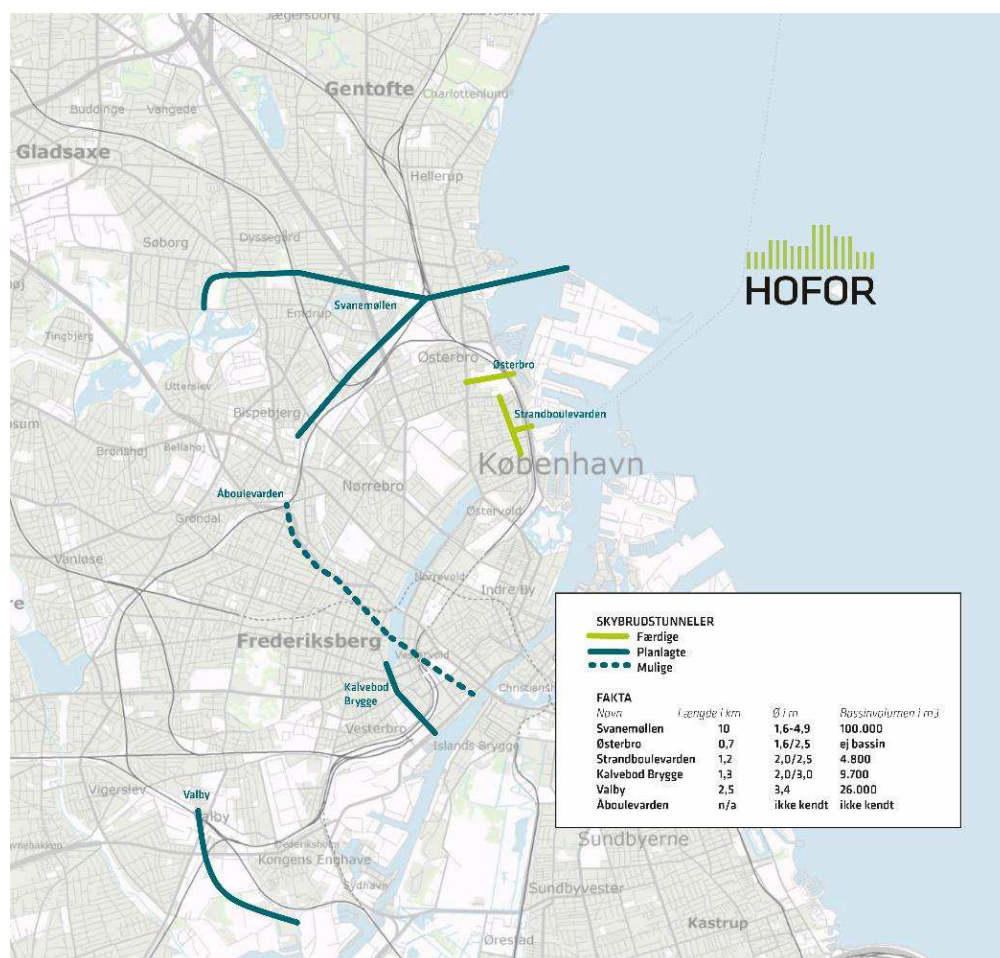 Jægersborg
Gentofte
Charlottenlund
Buddinge
Vangede
Gladsaxe
Hellerup
Søborg
Dyssegård
HOFOR
Svanemøllen
Emdrup
Tingbjerg
Østerbro
Østerbro
Utterslev
Bispebjerg
Strandboulevarden
Brønshøj
Bellahøj
København
Nørrebro
Åboulevarden
Østervold
Grøndal
Vanløse
Nørrevold
Indre By
Frederiksberg
Vestervold
Kalvebod
Brygge
Christiansh
Vesterbro
Islands Brygge
Vigerslev
Valby
Valby
Frederiksholm
Kongens Enghave
Sydhavn
Sundbyerne
Sundbyvester
Kastrup
Ørestad
SKYBRUDSTUNNELER
Færdige
Planlagte
Mulige
FAKTA
Navn Længde i km Ø i m Bassinvolumen i m3
Svanemøllen 10 1,6-4,9 100.000
Østerbro 0,7 1,6/2,5 ej bassin
Strandboulevarden 1,2 2,0/2,5 4.800
Kalvebod Brygge 1,3 2,0/3,0 9.700
Valby 2,5 3,4 26.000
Åboulevarden n/a ikke kendt ikke kendt